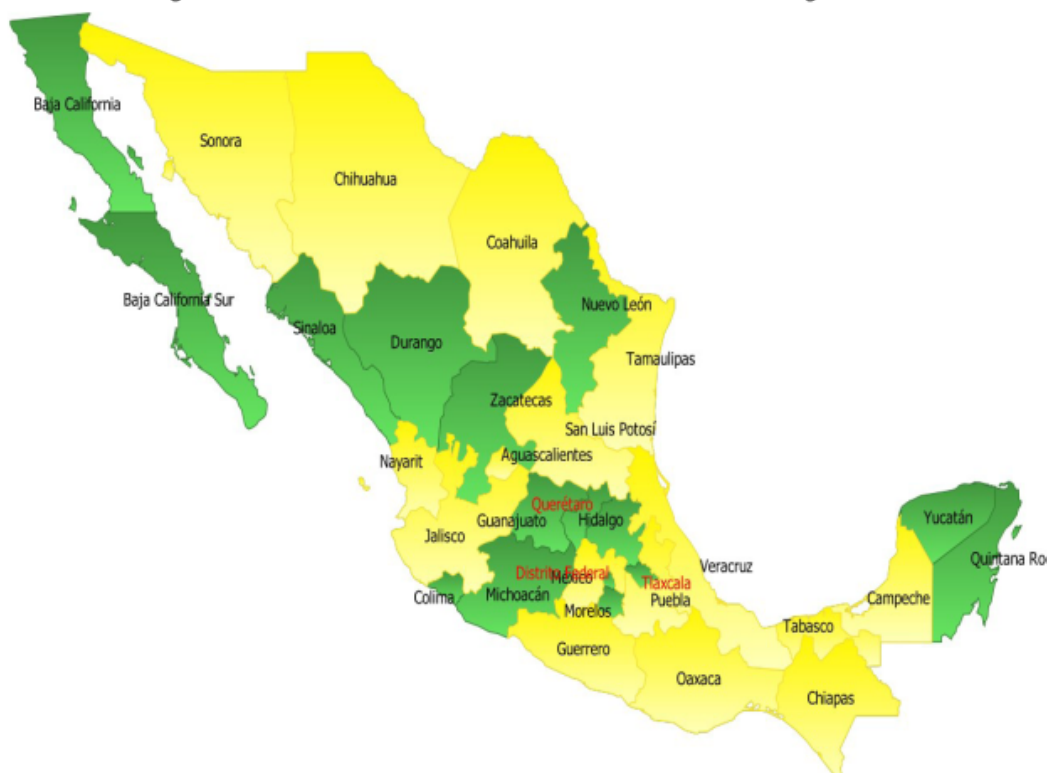 Baja California
Sonora
Chihuahua
Coahuila
Baja California Sur
Sinaloa
Durango
Nuevo León
Tamaulipas
Zacatecas
San Luis Potosí
Nayarit
Aguascalientes
Querétaro
Guanajuato
Hidalgo
Jalisco
Yucatán
Quintana Ro
Veracruz
Distrito Federal
México
Tlaxcala
Colima
Michoacán
Puebla
Campeche
Morelos
Tabasco
Guerrero
Oaxaca
Chiapas